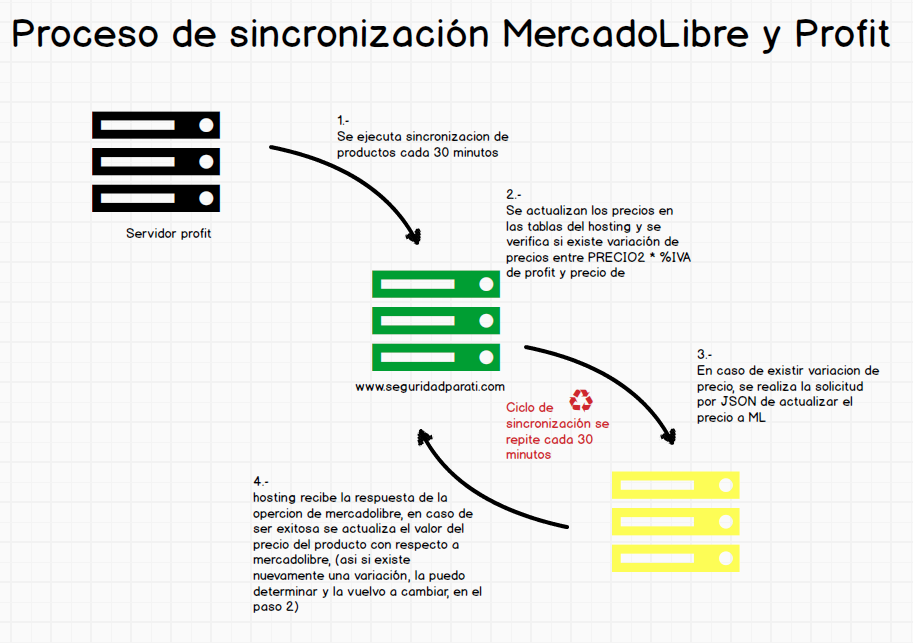 Proceso de sincronización MercadoLibre y Profit
1.-
Se ejecuta sincronizacion de
productos cada 30 minutos
Servidor profit
2.-
Se actualizan los precios en
las tablas del hosting y se
verifica si existe variación de
precios entre PRECIO2 * %IVA
de profit y precio de
www.seguridadparati.com
3.-
En caso de existir variacion de
precio, se realiza la solicitud
por JSON de actualizar el
precio a ML
Ciclo de
sincronización se
repite cada 30
minutos
4.-
hosting recibe la respuesta de la
opercion de mercadolibre, en caso de
ser exitosa se actualiza el valor del
precio del producto con respecto a
mercadolibre, (asi si existe
nuevamente una variación, la puedo
determinar y la vuelvo a cambiar, en el
paso 2)